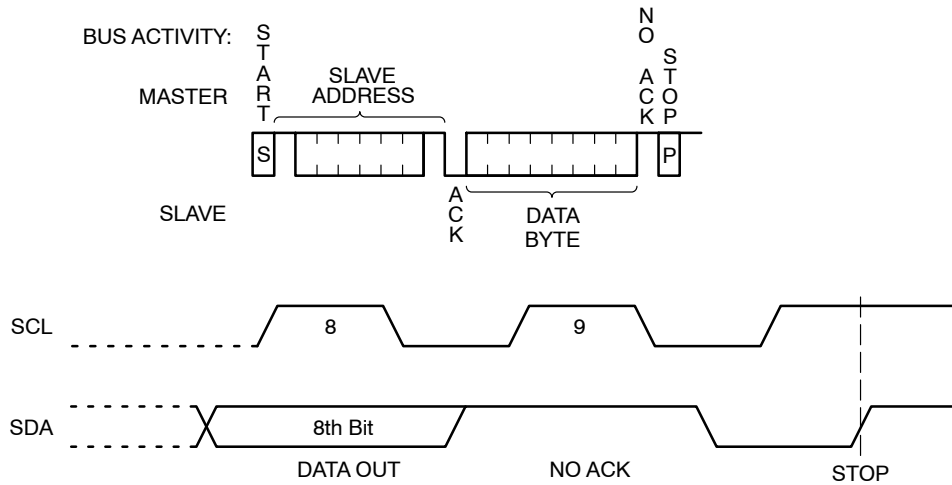 BUS ACTIVITY:
START
NO ACK
STOP
MASTER
SLAVE
ADDRESS
S
P
SLAVE
ACK
DATA
BYTE
SCL
8
9
SDA
8th Bit
DATA OUT
NO ACK
STOP